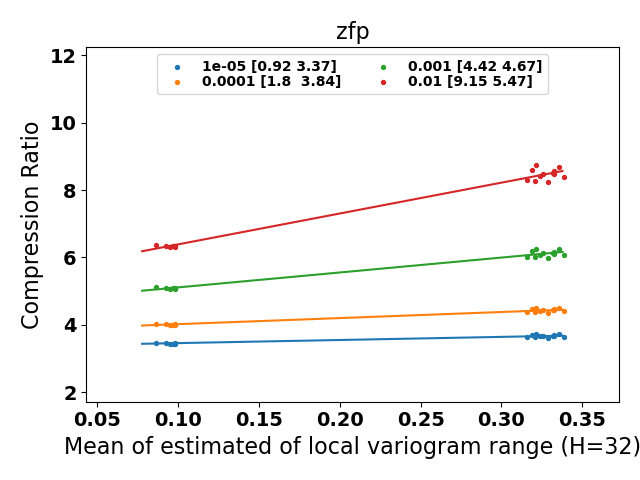 zfp
12
1e-05 [0.92 3.37] 0.001 [4.42 4.67]
0.0001 [1.8  3.84] 0.01 [9.15 5.47]
10
8
6
4
2
Compression Ratio
0.05 0.10 0.15 0.20 0.25 0.30 0.35
Mean of estimated of local variogram range (H=32)